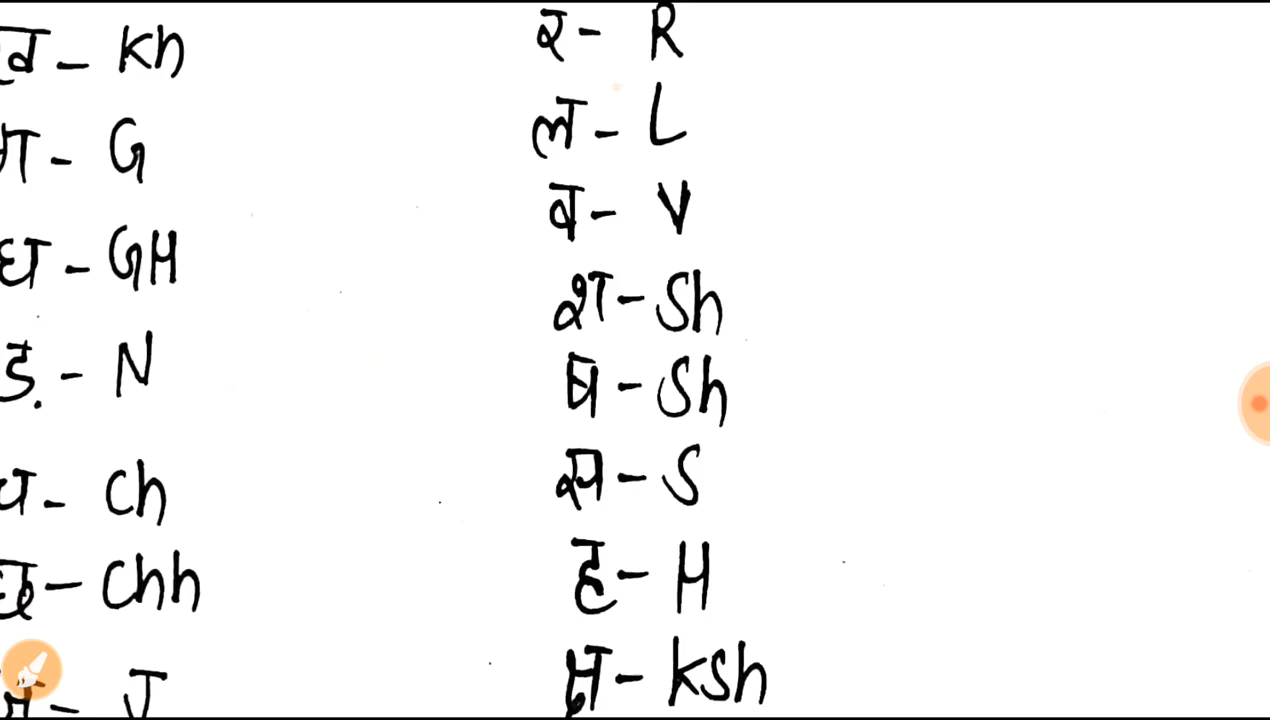 ख - Kh
ग - G
घ - GH
ङ - N
च - Ch
छ - Chh
ज - J
र - R
ल - L
व - V
श - Sh
ष - Sh
स - S
ह - H
क्ष - Ksh